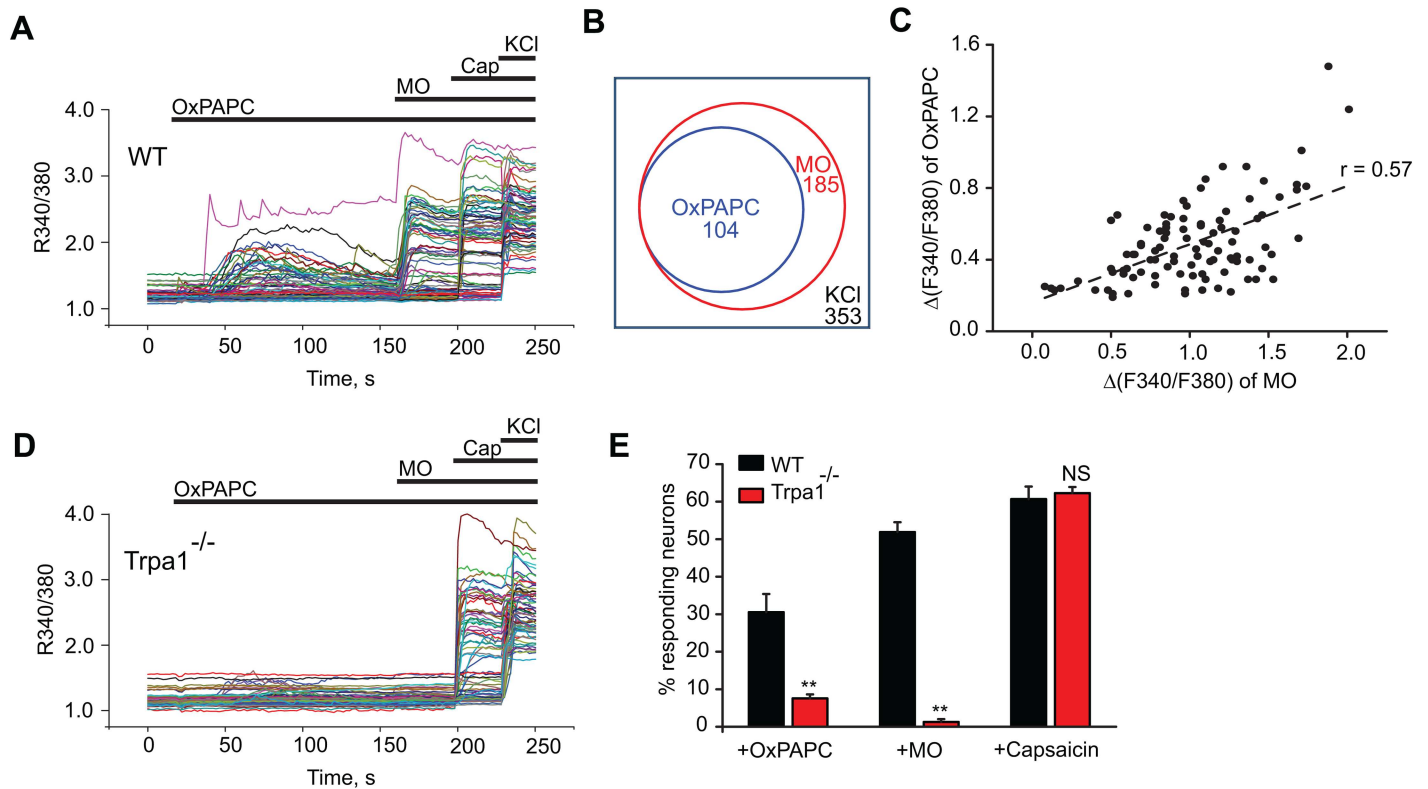 A
KCl
Cap
MO
OxPAPC
WT
4.0
3.0
2.0
1.0
R340/380
0 50 100 150 200 250
Time, s
B
MO
185
OxPAPC
104
KCl
353
C
1.6
1.2
0.8
0.4
0.0
Δ(F340/F380) of OxPAPC
r = 0.57
0.0 0.5 1.0 1.5 2.0
Δ(F340/F380) of MO
D
KCl
Cap
MO
OxPAPC
Trpa1-/-
4.0
3.0
2.0
1.0
R340/380
0 50 100 150 200 250
Time, s
E
70
60
50
40
30
20
10
0
% responding neurons
WT
Trpa1-/-
**
**
NS
+OxPAPC +MO +Capsaicin